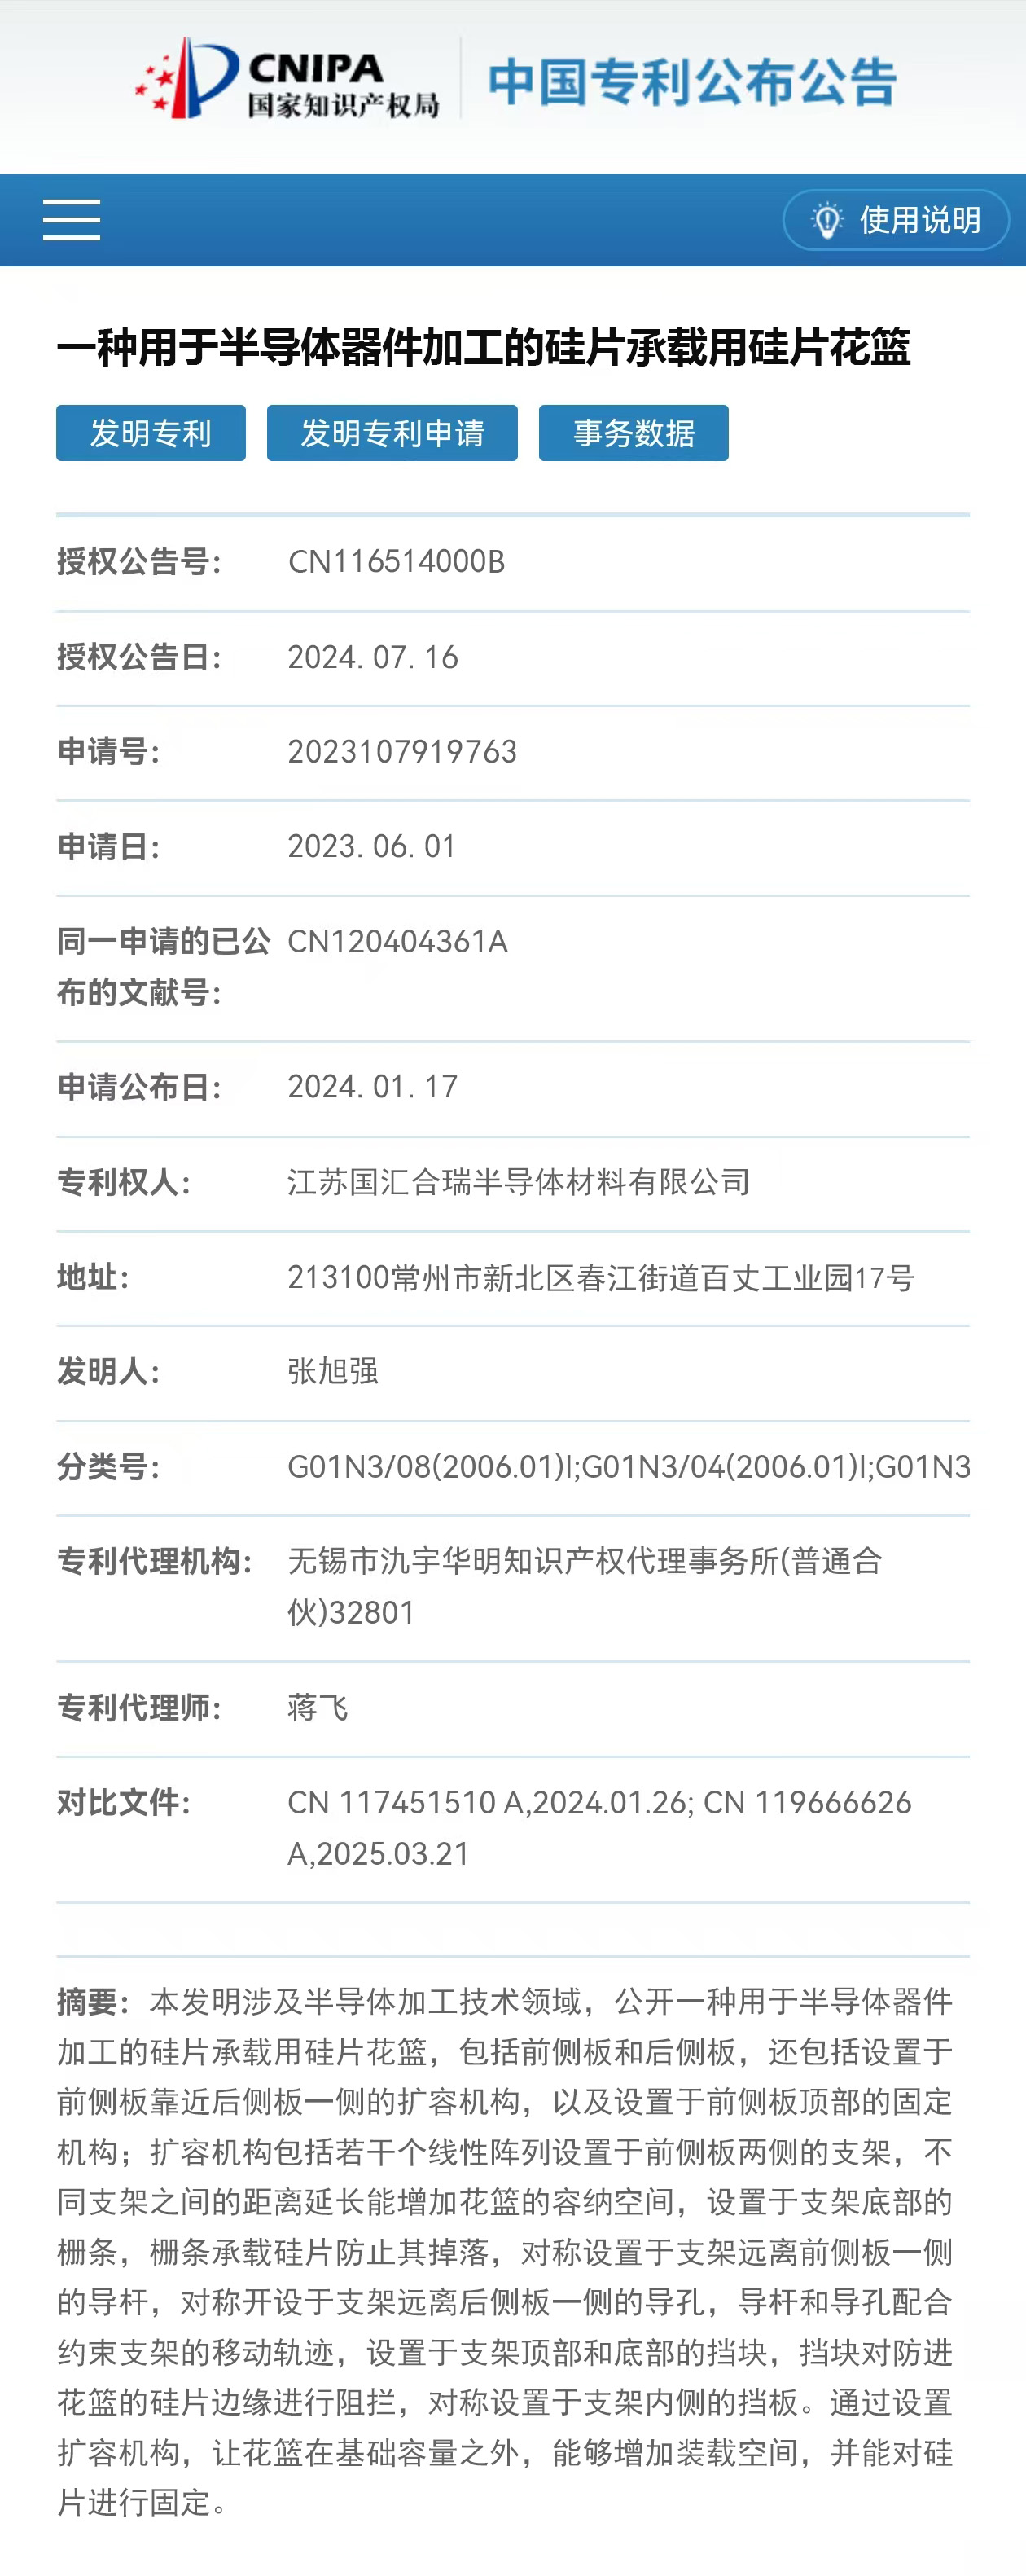 CNIPA
国家知识产权局
中国专利公布公告
使用说明
一种用于半导体器件加工的硅片承载用硅片花篮
发明专利 发明专利申请 事务数据
授权公告号： CN116514000B
授权公告日： 2024. 07. 16
申请号： 2023107919763
申请日： 2023. 06. 01
同一申请的已公 CN120404361A
布的文献号：
申请公布日： 2024. 01. 17
专利权人： 江苏国汇合瑞半导体材料有限公司
地址： 213100常州市新北区春江街道百丈工业园17号
发明人： 张旭强
分类号： G01N3/08(2006.01)I;G01N3/04(2006.01)I;G01N3
专利代理机构： 无锡市氿宇华明知识产权代理事务所(普通合
伙)32801
专利代理师： 蒋飞
对比文件： CN 117451510 A,2024.01.26; CN 119666626
A,2025.03.21
摘要：本发明涉及半导体加工技术领域，公开一种用于半导体器件
加工的硅片承载用硅片花篮，包括前侧板和后侧板，还包括设置于
前侧板靠近后侧板一侧的扩容机构，以及设置于前侧板顶部的固定
机构；扩容机构包括若干个线性阵列设置于前侧板两侧的支架，不
同支架之间的距离延长能增加花篮的容纳空间，设置于支架底部的
栅条，栅条承载硅片防止其掉落，对称设置于支架远离前侧板一侧
的导杆，对称开设于支架远离后侧板一侧的导孔，导杆和导孔配合
约束支架的移动轨迹，设置于支架顶部和底部的挡块，挡块对防进
花篮的硅片边缘进行阻拦，对称设置于支架内侧的挡板。通过设置
扩容机构，让花篮在基础容量之外，能够增加装载空间，并能对硅
片进行固定。